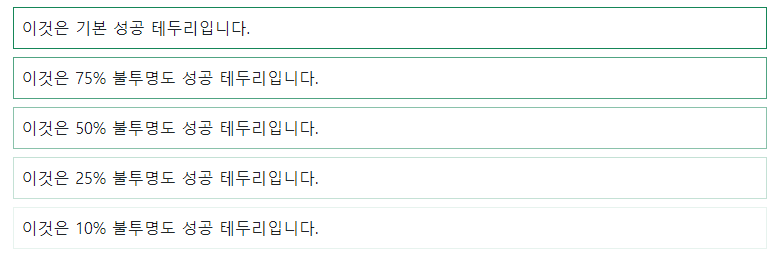 이것은 기본 성공 테두리입니다.
이것은 75% 불투명도 성공 테두리입니다.
이것은 50% 불투명도 성공 테두리입니다.
이것은 25% 불투명도 성공 테두리입니다.
이것은 10% 불투명도 성공 테두리입니다.